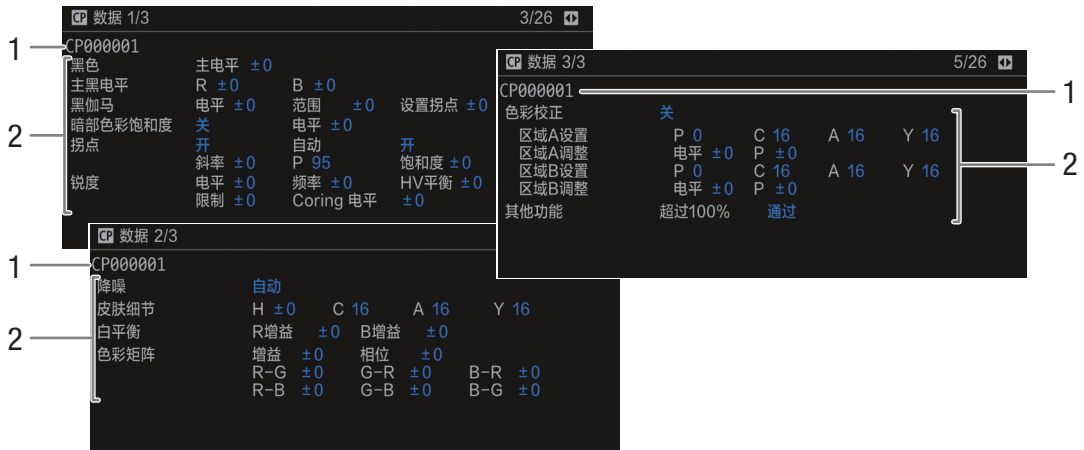 CP 数据 1/3 3/26
1
CP000001
黑色 主电平 ±0
主黑电平 R ±0 B ±0
黑伽马 电平 ±0 范围 ±0 设置拐点 ±0
2
暗部色彩饱和度 关 电平 ±0
拐点 开 自动 开
斜率 ±0 P 95 饱和度 ±0
锐度 电平 ±0 频率 ±0 HV平衡 ±0
限制 ±0 Coring 电平 ±0
CP 数据 2/3
1
CP000001
降噪 自动
皮肤细节 H ±0 C 16 A 16 Y 16
2
白平衡 R增益 ±0 B增益 ±0
色彩矩阵 增益 ±0 相位 ±0
R-G ±0 G-R ±0 B-R ±0
R-B ±0 G-B ±0 B-G ±0
CP 数据 3/3 5/26
CP000001
1
色彩校正 关
区域A设置 P 0 C 16 A 16 Y 16
区域A调整 电平 ±0 P ±0
2
区域B设置 P 0 C 16 A 16 Y 16
区域B调整 电平 ±0 P ±0
其他功能 超过100% 通过